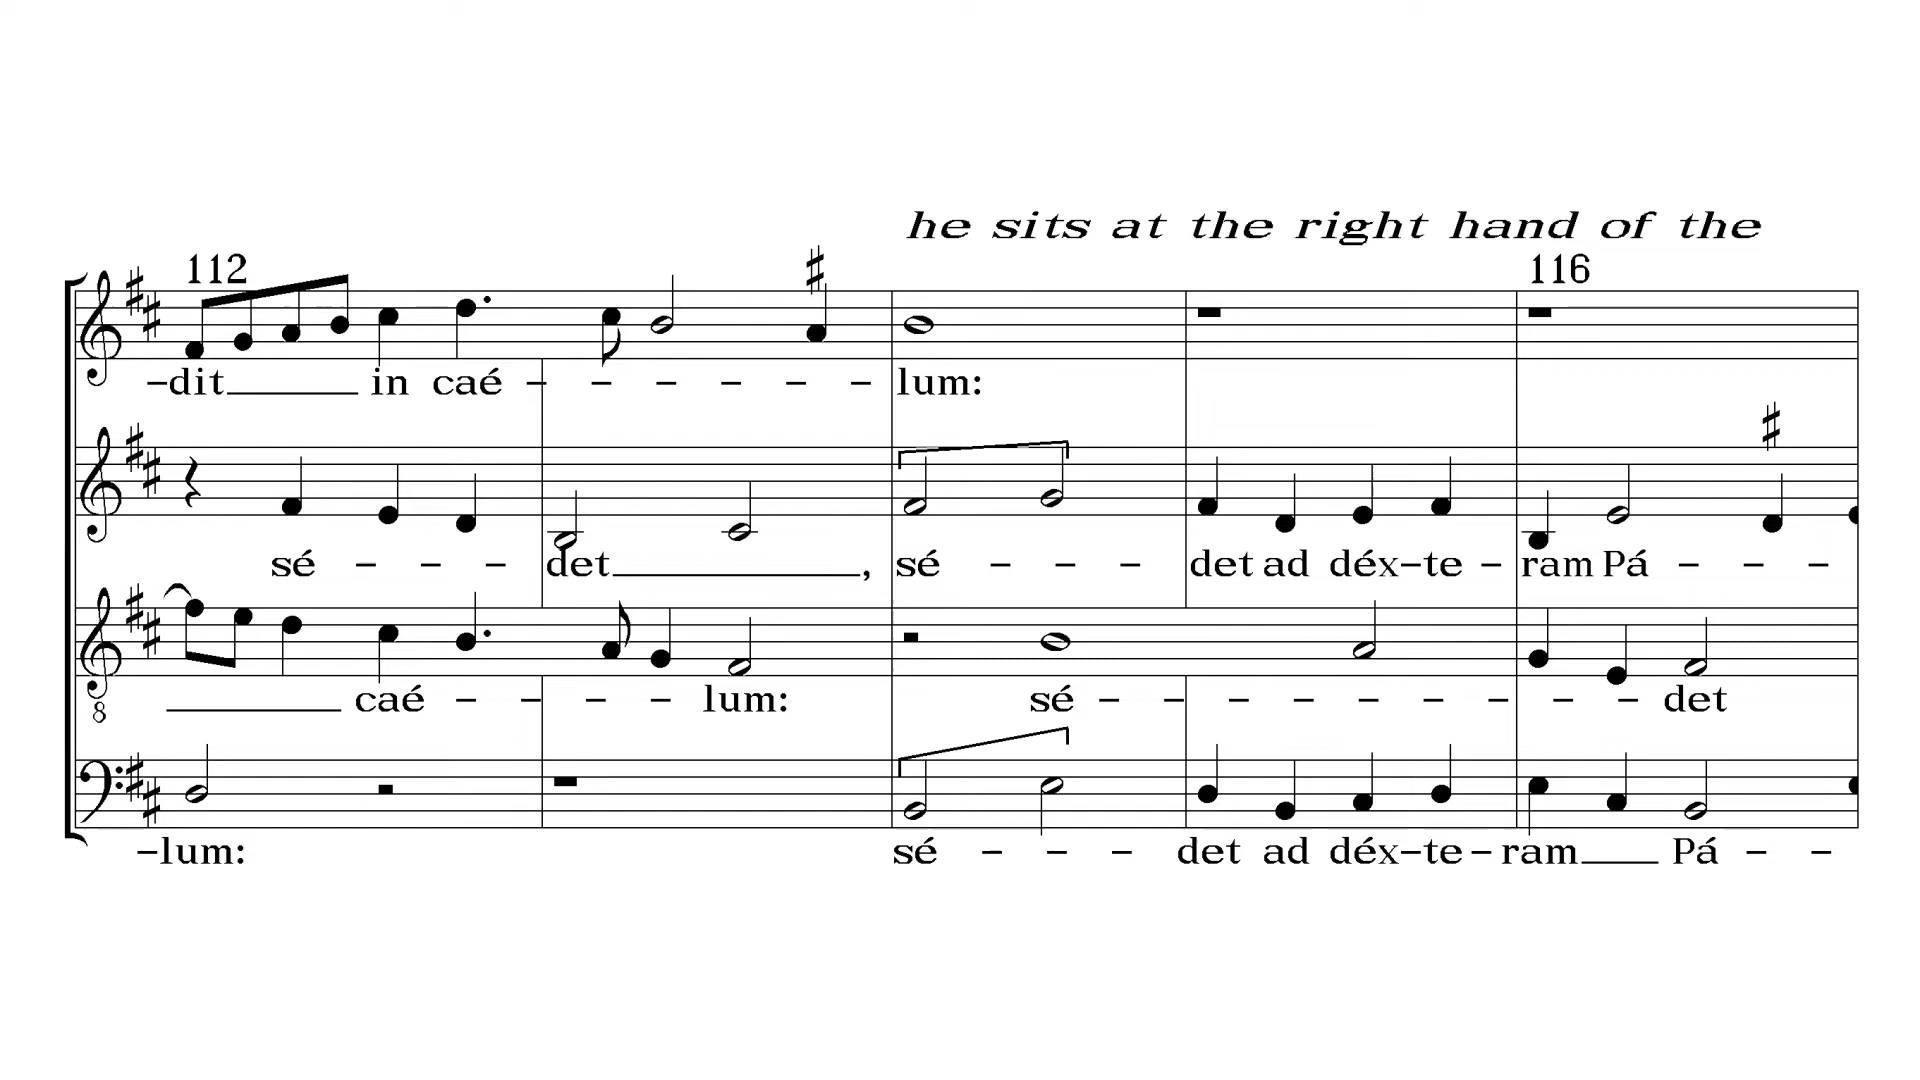 he sits at the right hand of the
112 116
-dit in caé - - - - - - lum:
sé - - - det, sé - - - det ad déx-te-ram Pá - - -
caé - - - - lum: sé - - - - - - - - - det
8
-lum: sé - - - det ad déx-te-ram Pá - -